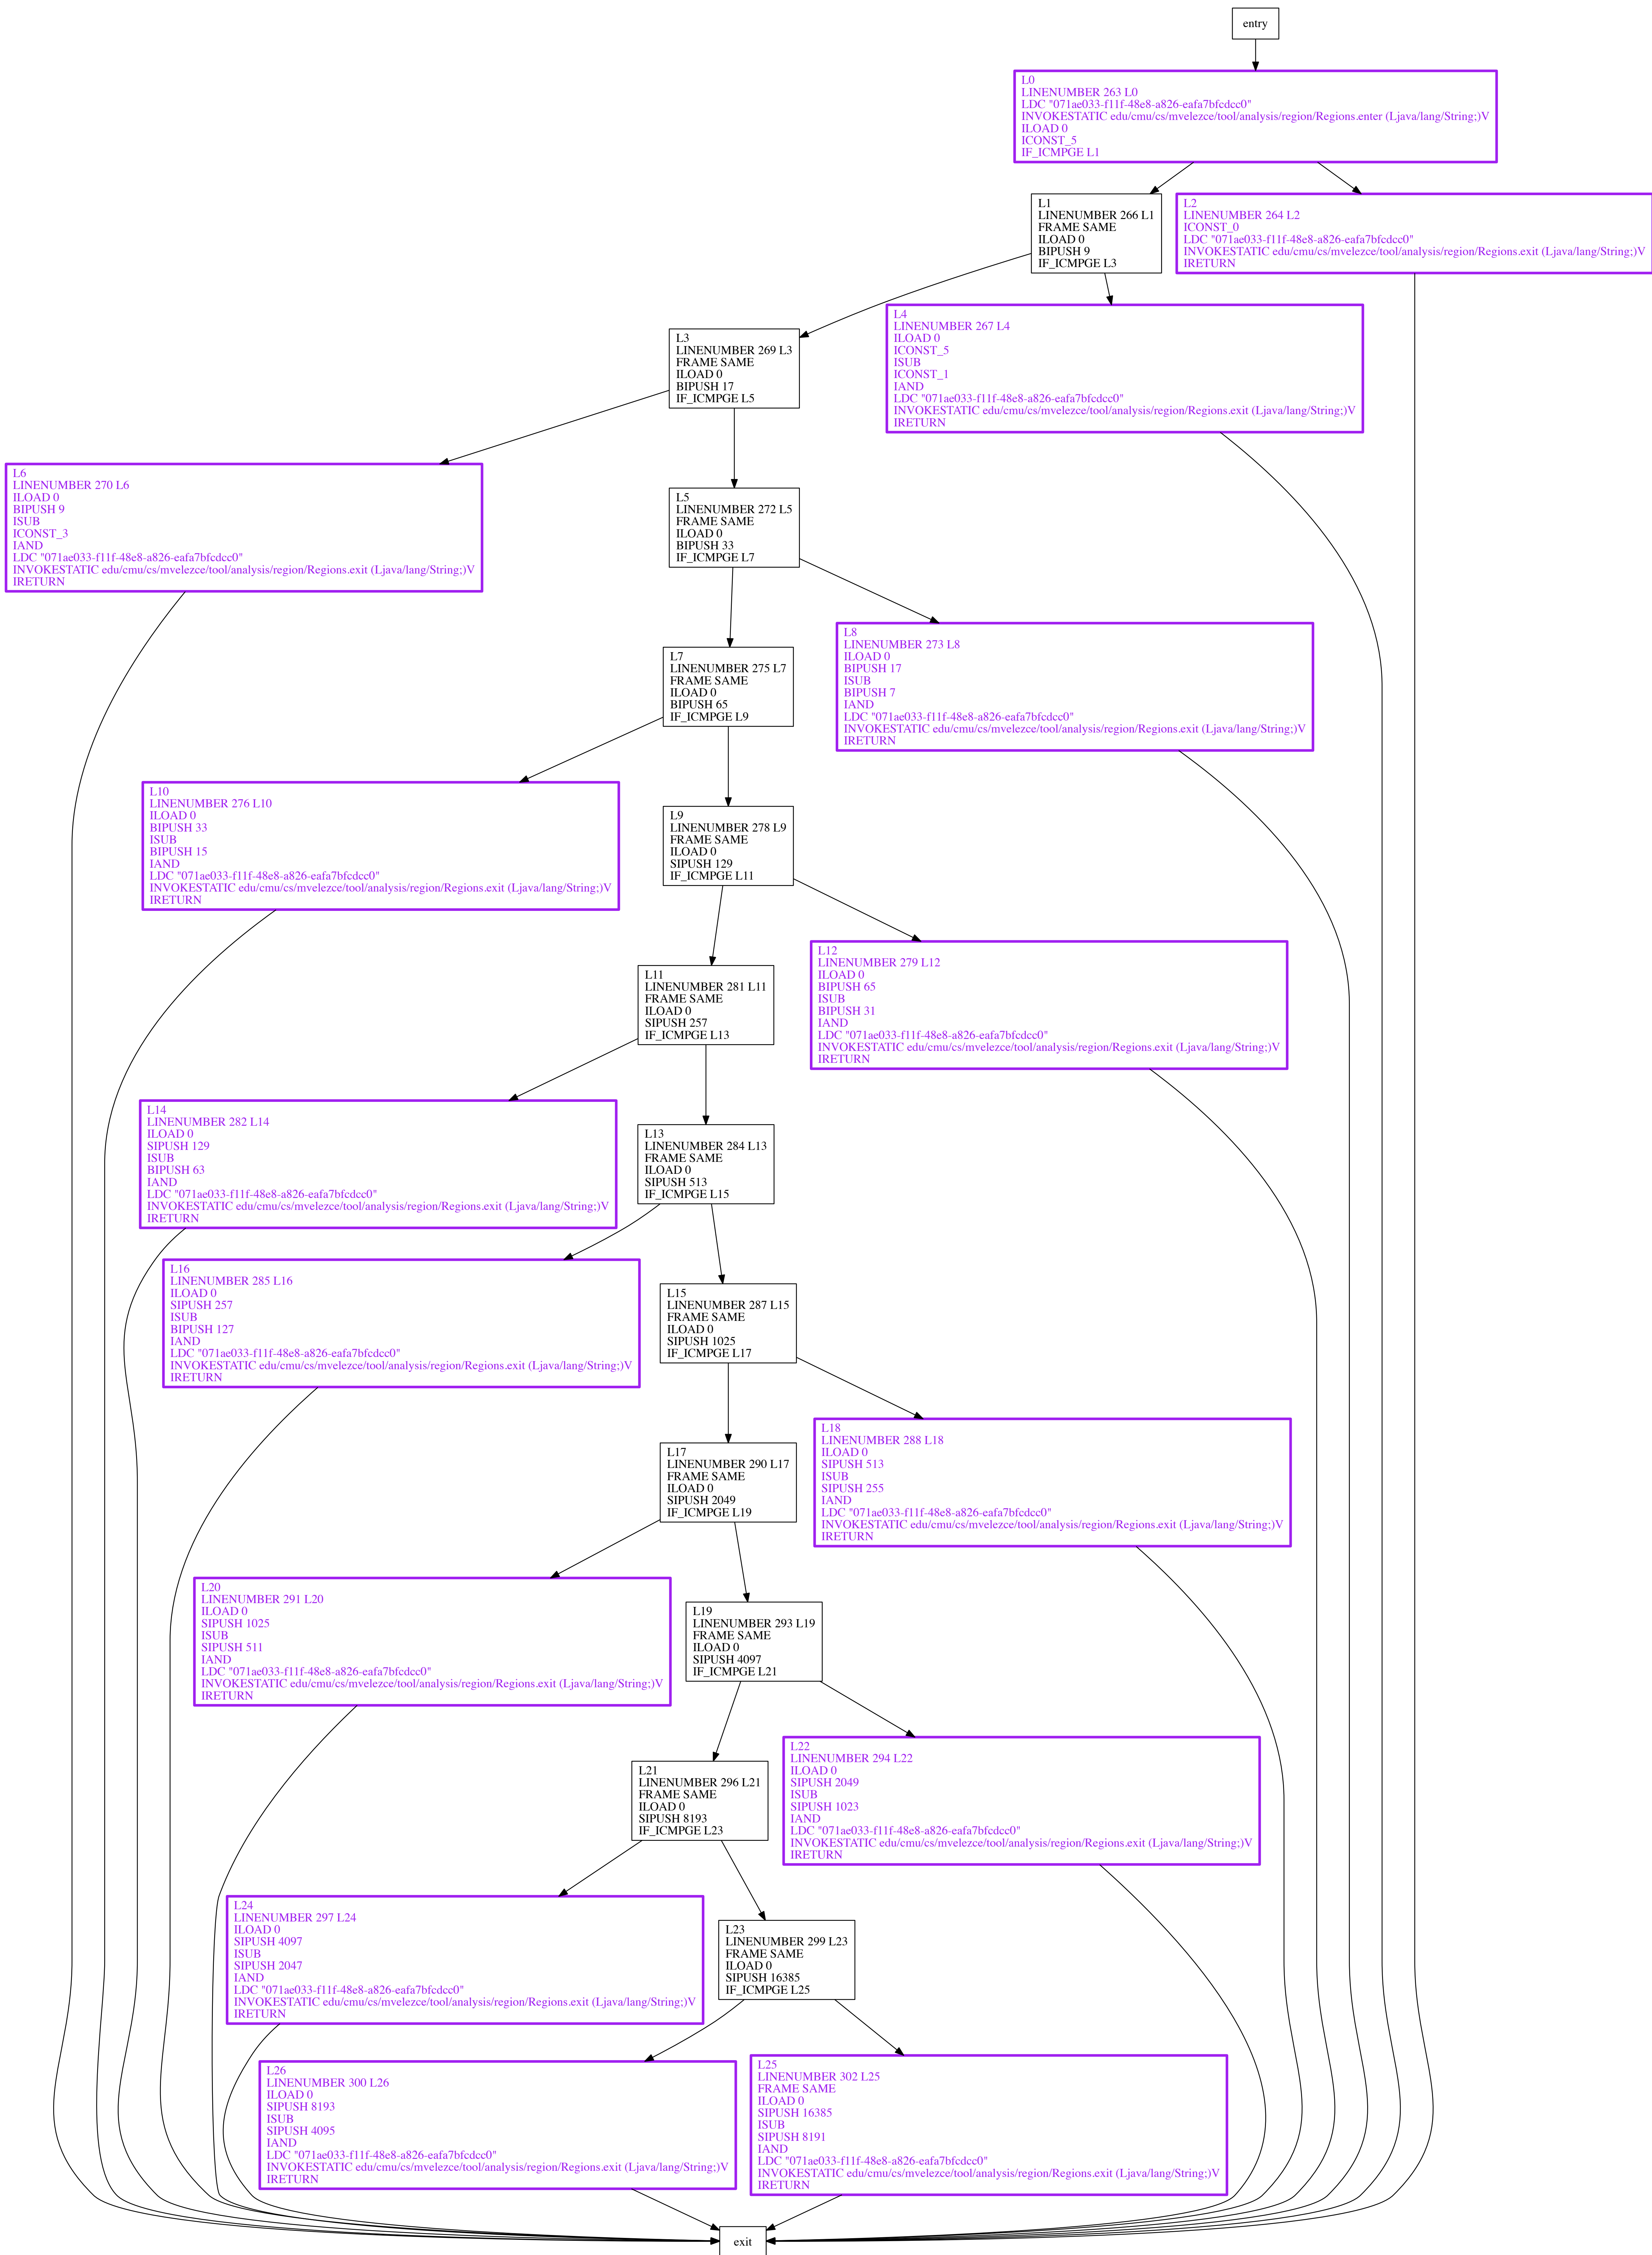 entry
L0
LINENUMBER 263 L0
LDC "071ae033-f11f-48e8-a826-eafa7bfcdcc0"
INVOKESTATIC edu/cmu/cs/mvelezce/tool/analysis/region/Regions.enter (Ljava/lang/String;)V
ILOAD 0
ICONST_5
IF_ICMPGE L1
L1
LINENUMBER 266 L1
FRAME SAME
ILOAD 0
BIPUSH 9
IF_ICMPGE L3
L2
LINENUMBER 264 L2
ICONST_0
LDC "071ae033-f11f-48e8-a826-eafa7bfcdcc0"
INVOKESTATIC edu/cmu/cs/mvelezce/tool/analysis/region/Regions.exit (Ljava/lang/String;)V
IRETURN
L4
LINENUMBER 267 L4
ILOAD 0
ICONST_5
ISUB
ICONST_1
IAND
LDC "071ae033-f11f-48e8-a826-eafa7bfcdcc0"
INVOKESTATIC edu/cmu/cs/mvelezce/tool/analysis/region/Regions.exit (Ljava/lang/String;)V
IRETURN
L3
LINENUMBER 269 L3
FRAME SAME
ILOAD 0
BIPUSH 17
IF_ICMPGE L5
L6
LINENUMBER 270 L6
ILOAD 0
BIPUSH 9
ISUB
ICONST_3
IAND
LDC "071ae033-f11f-48e8-a826-eafa7bfcdcc0"
INVOKESTATIC edu/cmu/cs/mvelezce/tool/analysis/region/Regions.exit (Ljava/lang/String;)V
IRETURN
L5
LINENUMBER 272 L5
FRAME SAME
ILOAD 0
BIPUSH 33
IF_ICMPGE L7
L8
LINENUMBER 273 L8
ILOAD 0
BIPUSH 17
ISUB
BIPUSH 7
IAND
LDC "071ae033-f11f-48e8-a826-eafa7bfcdcc0"
INVOKESTATIC edu/cmu/cs/mvelezce/tool/analysis/region/Regions.exit (Ljava/lang/String;)V
IRETURN
L7
LINENUMBER 275 L7
FRAME SAME
ILOAD 0
BIPUSH 65
IF_ICMPGE L9
L10
LINENUMBER 276 L10
ILOAD 0
BIPUSH 33
ISUB
BIPUSH 15
IAND
LDC "071ae033-f11f-48e8-a826-eafa7bfcdcc0"
INVOKESTATIC edu/cmu/cs/mvelezce/tool/analysis/region/Regions.exit (Ljava/lang/String;)V
IRETURN
L9
LINENUMBER 278 L9
FRAME SAME
ILOAD 0
SIPUSH 129
IF_ICMPGE L11
L12
LINENUMBER 279 L12
ILOAD 0
BIPUSH 65
ISUB
BIPUSH 31
IAND
LDC "071ae033-f11f-48e8-a826-eafa7bfcdcc0"
INVOKESTATIC edu/cmu/cs/mvelezce/tool/analysis/region/Regions.exit (Ljava/lang/String;)V
IRETURN
L11
LINENUMBER 281 L11
FRAME SAME
ILOAD 0
SIPUSH 257
IF_ICMPGE L13
L14
LINENUMBER 282 L14
ILOAD 0
SIPUSH 129
ISUB
BIPUSH 63
IAND
LDC "071ae033-f11f-48e8-a826-eafa7bfcdcc0"
INVOKESTATIC edu/cmu/cs/mvelezce/tool/analysis/region/Regions.exit (Ljava/lang/String;)V
IRETURN
L13
LINENUMBER 284 L13
FRAME SAME
ILOAD 0
SIPUSH 513
IF_ICMPGE L15
L16
LINENUMBER 285 L16
ILOAD 0
SIPUSH 257
ISUB
BIPUSH 127
IAND
LDC "071ae033-f11f-48e8-a826-eafa7bfcdcc0"
INVOKESTATIC edu/cmu/cs/mvelezce/tool/analysis/region/Regions.exit (Ljava/lang/String;)V
IRETURN
L15
LINENUMBER 287 L15
FRAME SAME
ILOAD 0
SIPUSH 1025
IF_ICMPGE L17
L18
LINENUMBER 288 L18
ILOAD 0
SIPUSH 513
ISUB
SIPUSH 255
IAND
LDC "071ae033-f11f-48e8-a826-eafa7bfcdcc0"
INVOKESTATIC edu/cmu/cs/mvelezce/tool/analysis/region/Regions.exit (Ljava/lang/String;)V
IRETURN
L17
LINENUMBER 290 L17
FRAME SAME
ILOAD 0
SIPUSH 2049
IF_ICMPGE L19
L20
LINENUMBER 291 L20
ILOAD 0
SIPUSH 1025
ISUB
SIPUSH 511
IAND
LDC "071ae033-f11f-48e8-a826-eafa7bfcdcc0"
INVOKESTATIC edu/cmu/cs/mvelezce/tool/analysis/region/Regions.exit (Ljava/lang/String;)V
IRETURN
L19
LINENUMBER 293 L19
FRAME SAME
ILOAD 0
SIPUSH 4097
IF_ICMPGE L21
L22
LINENUMBER 294 L22
ILOAD 0
SIPUSH 2049
ISUB
SIPUSH 1023
IAND
LDC "071ae033-f11f-48e8-a826-eafa7bfcdcc0"
INVOKESTATIC edu/cmu/cs/mvelezce/tool/analysis/region/Regions.exit (Ljava/lang/String;)V
IRETURN
L21
LINENUMBER 296 L21
FRAME SAME
ILOAD 0
SIPUSH 8193
IF_ICMPGE L23
L24
LINENUMBER 297 L24
ILOAD 0
SIPUSH 4097
ISUB
SIPUSH 2047
IAND
LDC "071ae033-f11f-48e8-a826-eafa7bfcdcc0"
INVOKESTATIC edu/cmu/cs/mvelezce/tool/analysis/region/Regions.exit (Ljava/lang/String;)V
IRETURN
L23
LINENUMBER 299 L23
FRAME SAME
ILOAD 0
SIPUSH 16385
IF_ICMPGE L25
L26
LINENUMBER 300 L26
ILOAD 0
SIPUSH 8193
ISUB
SIPUSH 4095
IAND
LDC "071ae033-f11f-48e8-a826-eafa7bfcdcc0"
INVOKESTATIC edu/cmu/cs/mvelezce/tool/analysis/region/Regions.exit (Ljava/lang/String;)V
IRETURN
L25
LINENUMBER 302 L25
FRAME SAME
ILOAD 0
SIPUSH 16385
ISUB
SIPUSH 8191
IAND
LDC "071ae033-f11f-48e8-a826-eafa7bfcdcc0"
INVOKESTATIC edu/cmu/cs/mvelezce/tool/analysis/region/Regions.exit (Ljava/lang/String;)V
IRETURN
exit